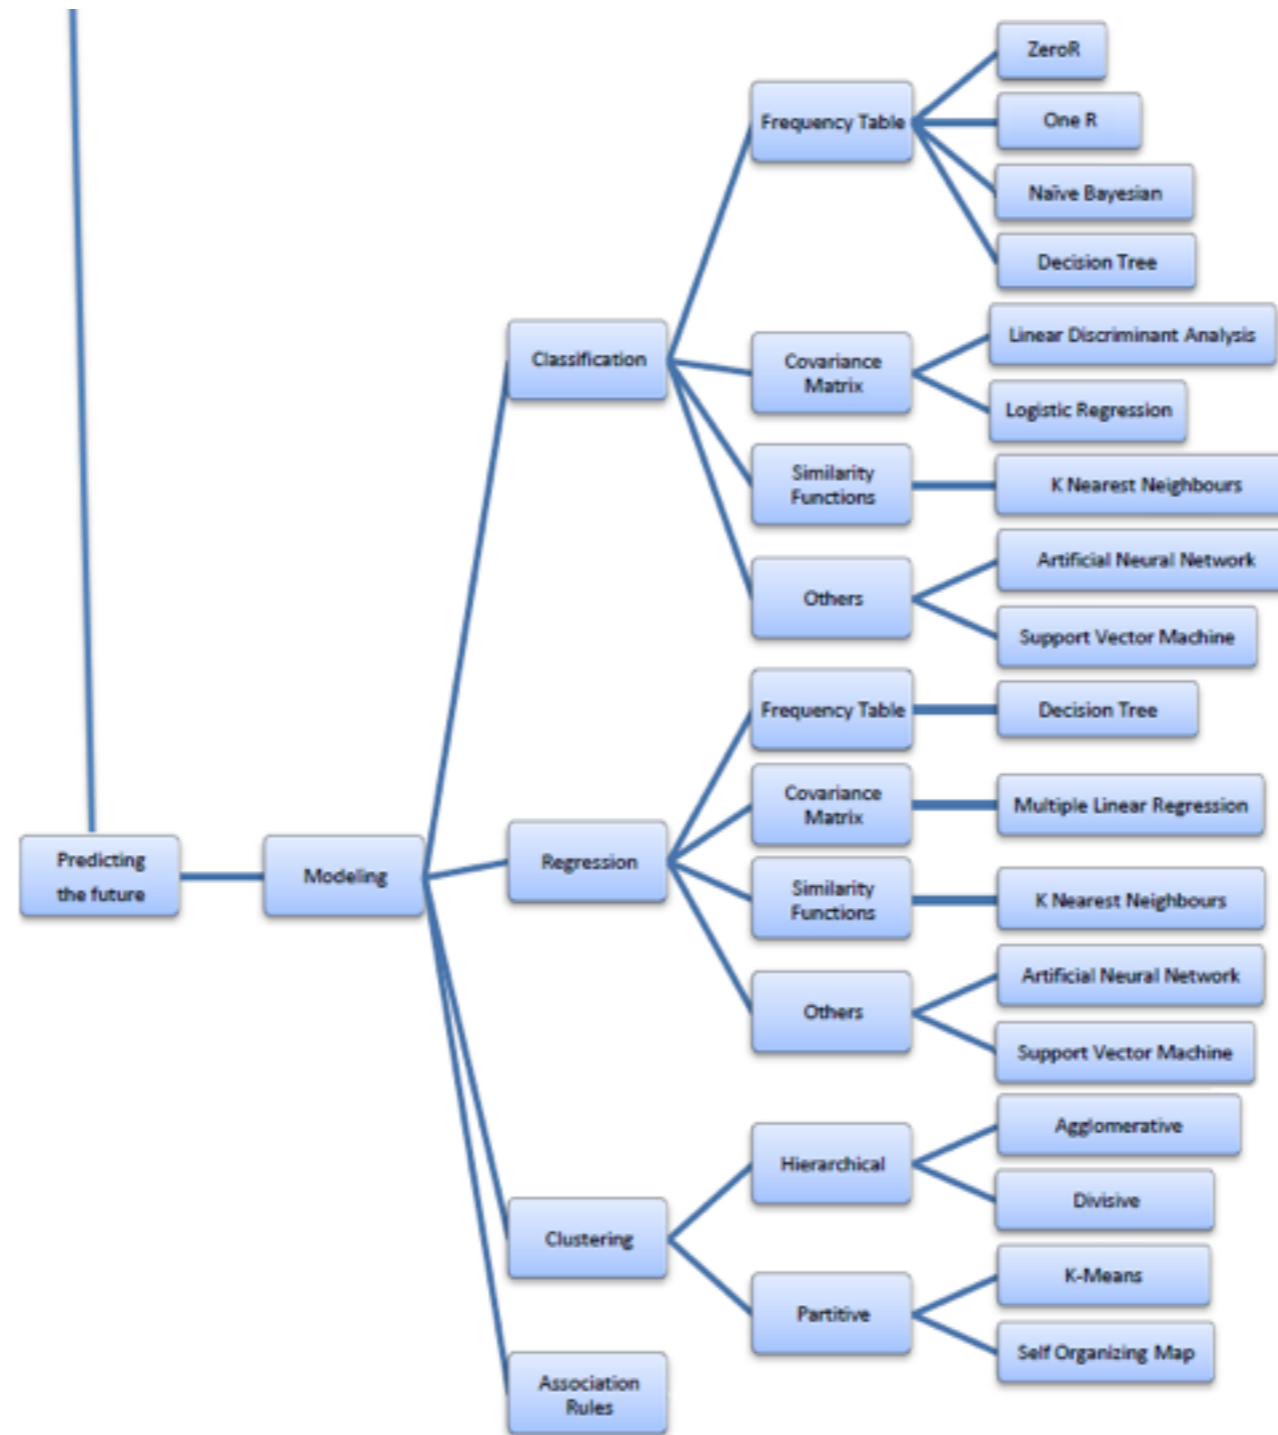 ZeroR
Frequency Table
One R
Naïve Bayesian
Decision Tree
Classification
Covariance
Matrix
Linear Discriminant Analysis
Logistic Regression
Similarity
Functions
K Nearest Neighbours
Others
Artificial Neural Network
Support Vector Machine
Predicting
the future
Modeling
Regression
Frequency Table
Decision Tree
Covariance
Matrix
Multiple Linear Regression
Similarity
Functions
K Nearest Neighbours
Others
Artificial Neural Network
Support Vector Machine
Clustering
Hierarchical
Agglomerative
Divisive
Partitive
K-Means
Self Organizing Map
Association
Rules